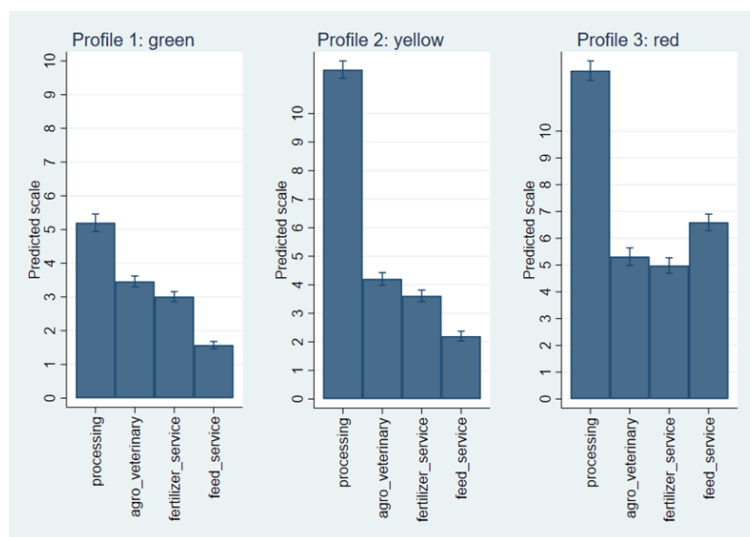 Profile 1: green
Predicted scale
10
9
8
7
6
5
4
3
2
1
0
processing
agro_veterinary
fertilizer_service
feed_service
Profile 2: yellow
Predicted scale
10
9
8
7
6
5
4
3
2
1
0
processing
agro_veterinary
fertilizer_service
feed_service
Profile 3: red
Predicted scale
10
9
8
7
6
5
4
3
2
1
0
processing
agro_veterinary
fertilizer_service
feed_service